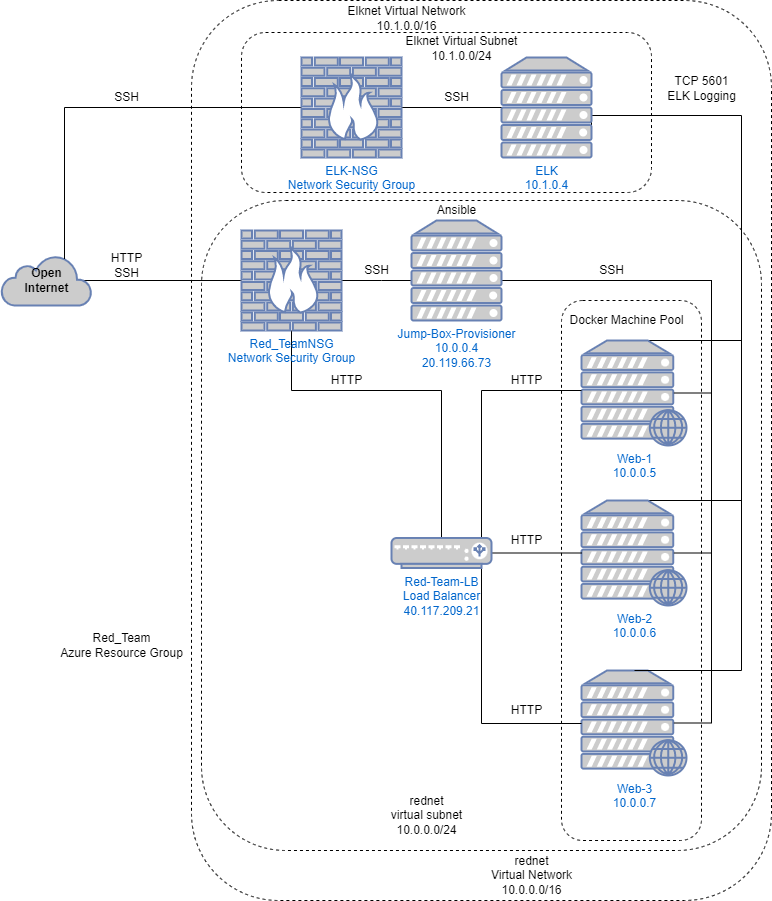 Elknet Virtual Network
10.1.0.0/16
Elknet Virtual Subnet
10.1.0.0/24
TCP 5601
ELK Logging
SSH
SSH
ELK-NSG
Network Security Group
ELK
10.1.0.4
Ansible
HTTP
SSH
SSH
SSH
Open
Internet
Docker Machine Pool
Jump-Box-Provisioner
10.0.0.4
20.119.66.73
Red_TeamNSG
Network Security Group
HTTP
HTTP
Web-1
10.0.0.5
HTTP
Red-Team-LB
Load Balancer
40.117.209.21
Web-2
10.0.0.6
Red_Team
Azure Resource Group
HTTP
Web-3
10.0.0.7
rednet
virtual subnet
10.0.0.0/24
rednet
Virtual Network
10.0.0.0/16